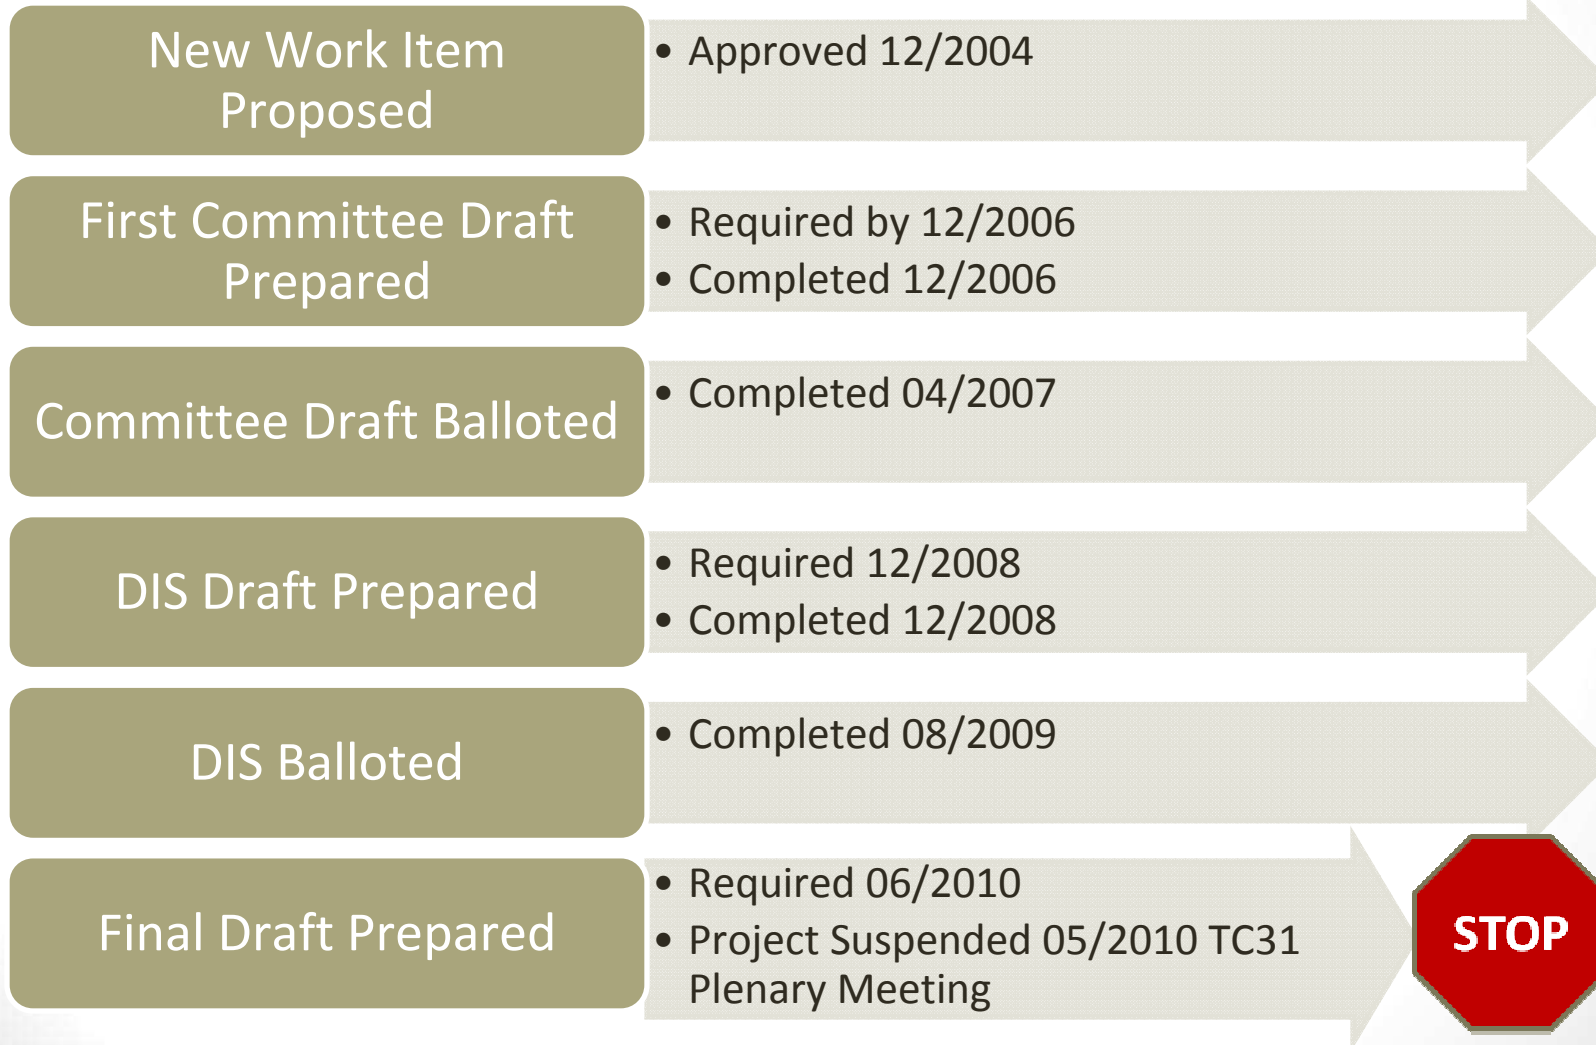 New Work Item
Proposed
• Approved 12/2004
First Committee Draft
Prepared
• Required by 12/2006
• Completed 12/2006
Committee Draft Balloted
• Completed 04/2007
DIS Draft Prepared
• Required 12/2008
• Completed 12/2008
DIS Balloted
• Completed 08/2009
Final Draft Prepared
• Required 06/2010
• Project Suspended 05/2010 TC31
Plenary Meeting
STOP